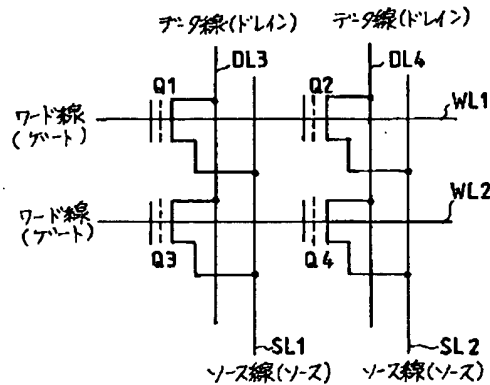 データ線(ドレイン)
データ線(ドレイン)
DL3
DL4
Q1
Q2
WL1
ワード線
(ゲート)
WL2
ワード線
(ゲート)
Q3
Q4
SL1
SL2
ソース線(ソース)
ソース線(ソース)